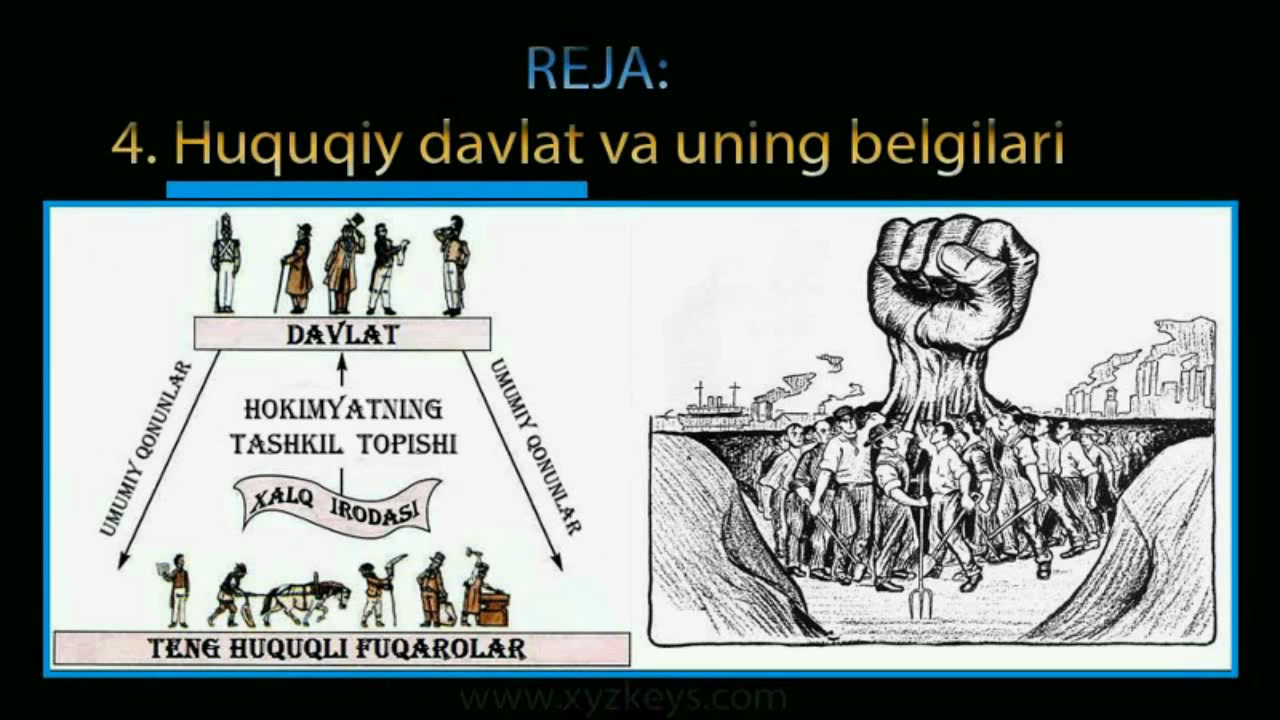 REJA:
4. Huquqiy davlat va uning belgilari
DAVLAT
UMUMIY QONUNLAR
UMUMIY QONUNLAR
HOKIMYATNING
TASHKIL TOPISHI
XALQ IRODASI
TENG HUQUQLI FUQAROLAR
www.xyzkeys.com